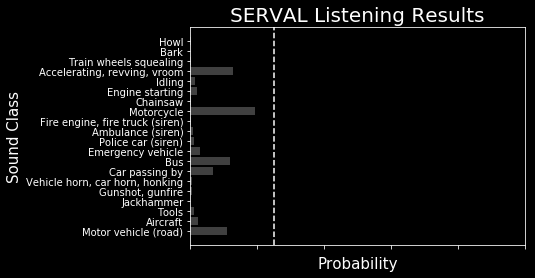 SERVAL Listening Results
Sound Class
Howl
Bark
Train wheels squealing
Accelerating, revving, vroom
Idling
Engine starting
Chainsaw
Motorcycle
Fire engine, fire truck (siren)
Ambulance (siren)
Police car (siren)
Emergency vehicle
Bus
Car passing by
Vehicle horn, car horn, honking
Gunshot, gunfire
Jackhammer
Tools
Aircraft
Motor vehicle (road)
Probability